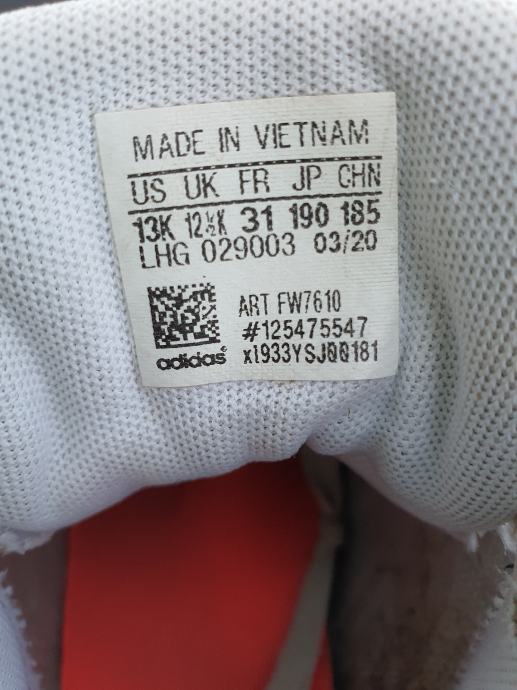 MADE IN VIETNAM
US UK FR JP CHN
13K 12½K 31 190 185
LHG 029003 03/20
ART FW7610
#125475547
adidas® x1933YSJ00181